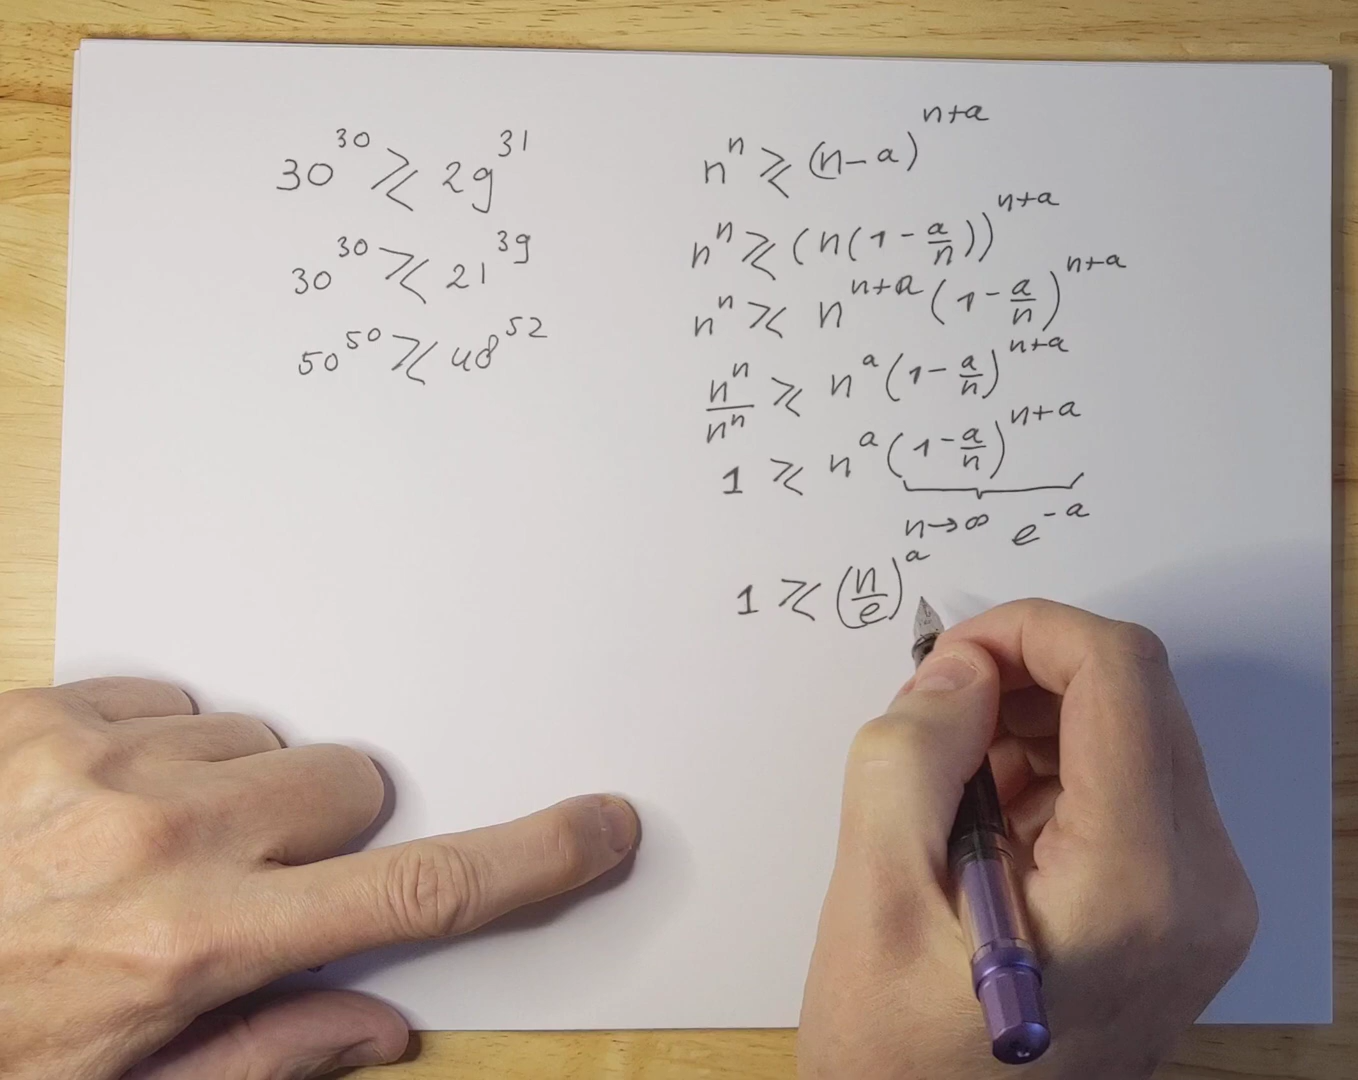 30^30 ⋛ 29^31
30^30 ⋛ 21^39
50^50 ⋛ 48^52
n^n ⋛ (n-a)^n+a
n^n ⋛ (n(1-a/n))^n+a
n^n ⋛ n^n+a (1-a/n)^n+a
n^n/n^n ⋛ n^a (1-a/n)^n+a
1 ⋛ n^a (1-a/n)^n+a
n→∞ e^-a
1 ⋛ (n/e)^a